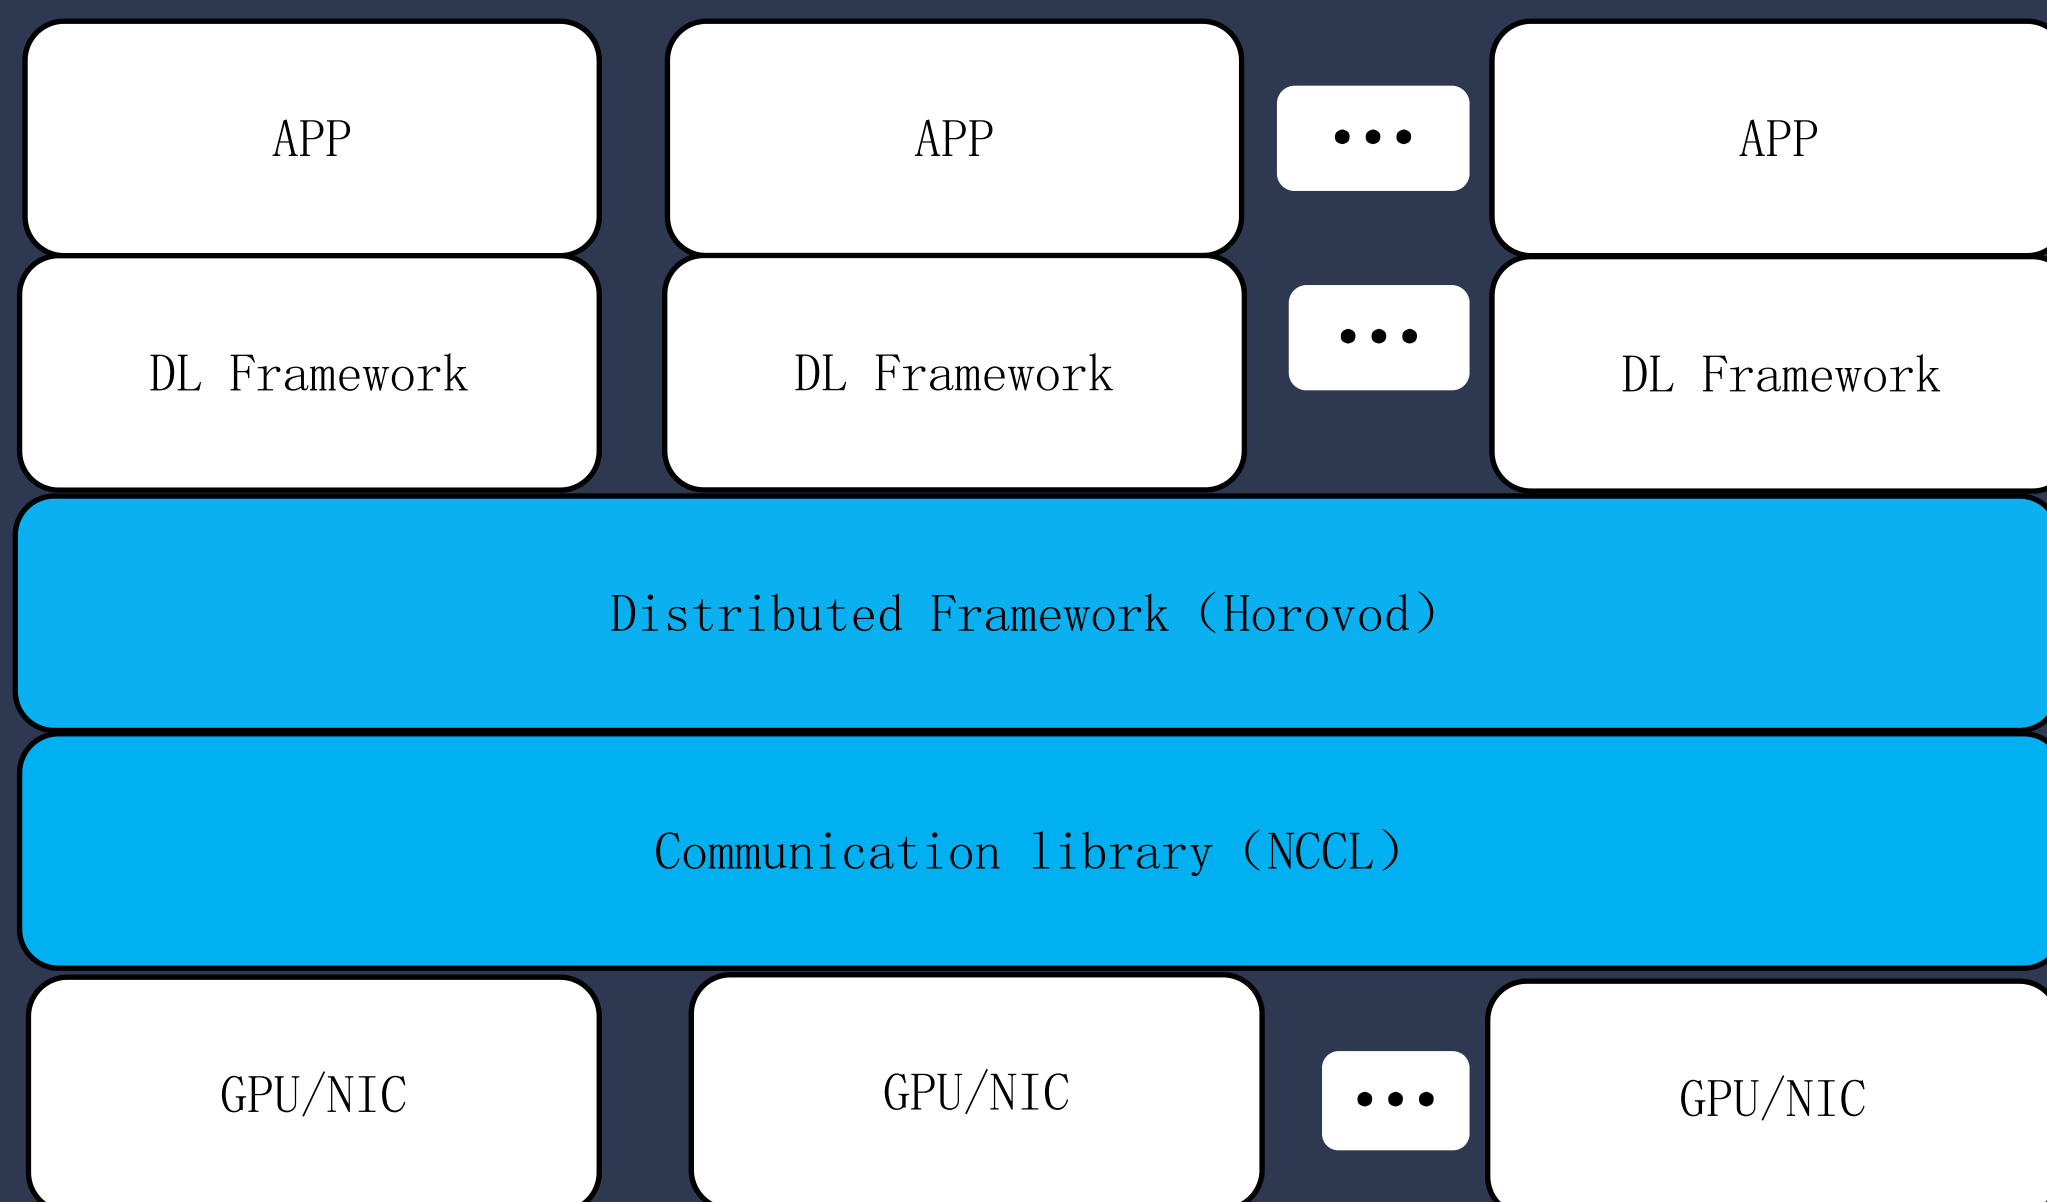 APP APP ... APP
DL Framework DL Framework ... DL Framework
Distributed Framework（Horovod）
Communication library（NCCL）
GPU/NIC GPU/NIC ... GPU/NIC